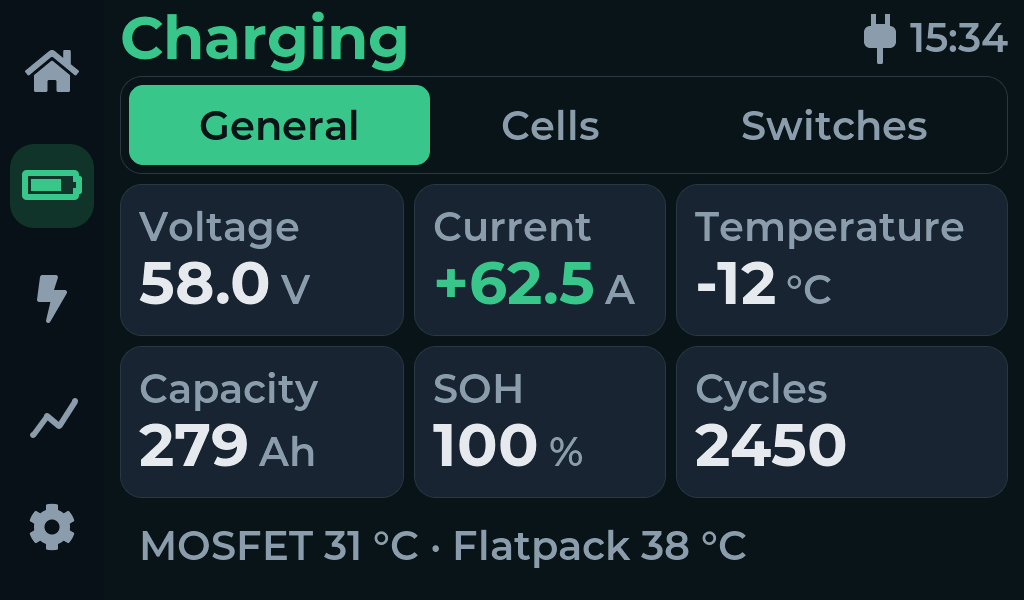 Charging 15:34
General Cells Switches
Voltage Current Temperature
58.0 V +62.5 A -12 °C
Capacity SOH Cycles
279 Ah 100 % 2450
MOSFET 31 °C · Flatpack 38 °C